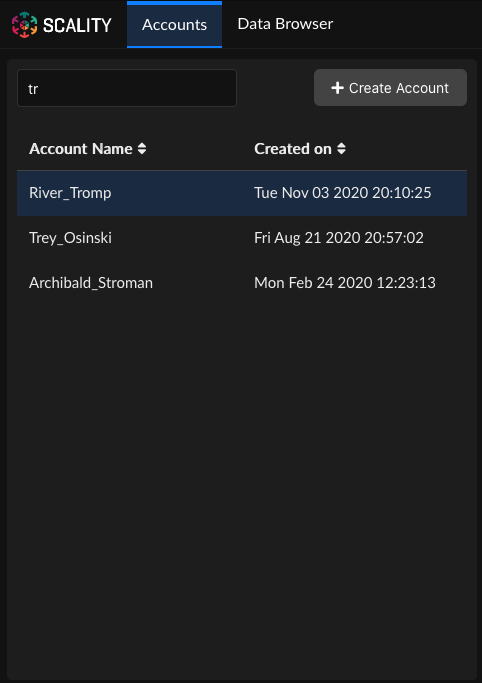 SCALITY Accounts Data Browser
tr Create Account
Account Name Created on
River_Tromp Tue Nov 03 2020 20:10:25
Trey_Osinski Fri Aug 21 2020 20:57:02
Archibald_Stroman Mon Feb 24 2020 12:23:13